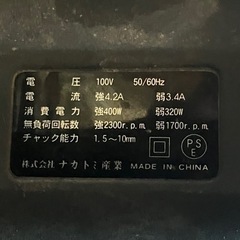 電圧 100V 50/60Hz
電流 強4.2A 弱3.4A
消費電力 強400W 弱320W
無負荷回転数 強2300r.p.m. 弱1700r.p.m.
チャック能力 1.5～10mm
株式会社 ナカトミ産業 MADE IN CHINA
PSE